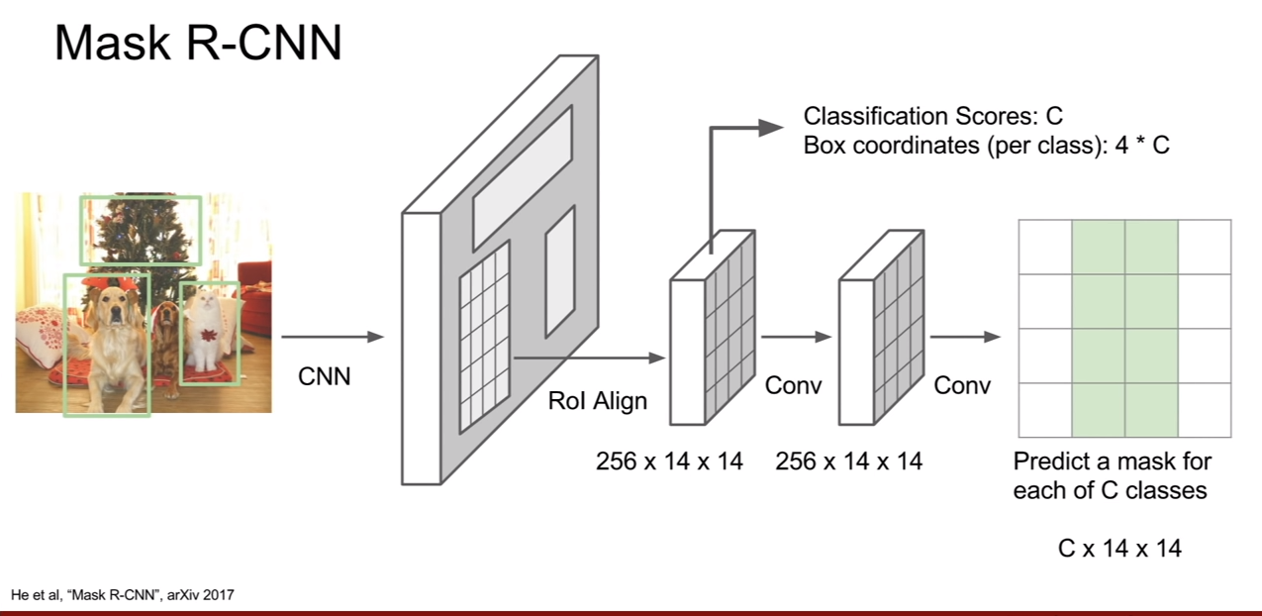 Mask R-CNN
Classification Scores: C
Box coordinates (per class): 4 * C
CNN
RoI Align
Conv
Conv
256 x 14 x 14
256 x 14 x 14
Predict a mask for
each of C classes
C x 14 x 14
He et al, “Mask R-CNN”, arXiv 2017